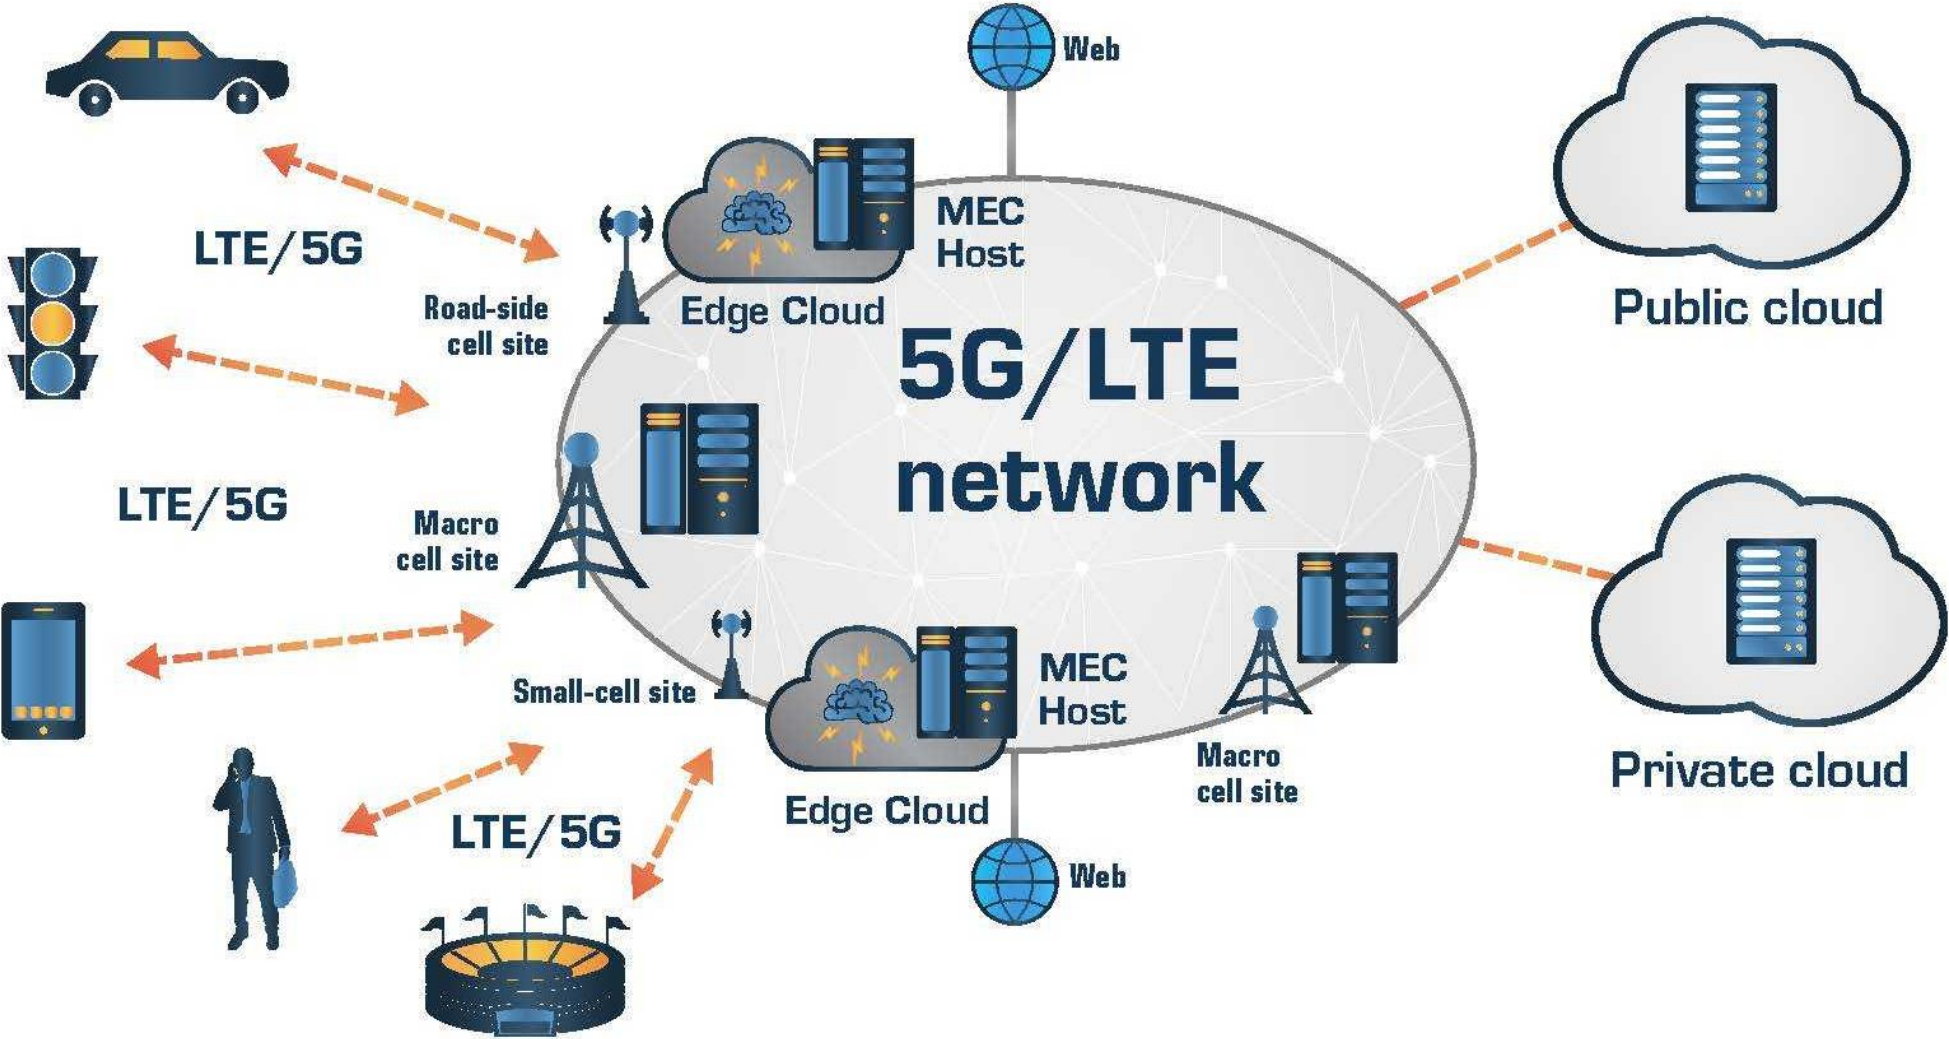 Web
MEC
Host
LTE/5G
Road-side
cell site
Edge Cloud
Public cloud
5G/LTE
network
LTE/5G
Macro
cell site
Small-cell site
MEC
Host
Macro
cell site
Private cloud
LTE/5G
Edge Cloud
Web